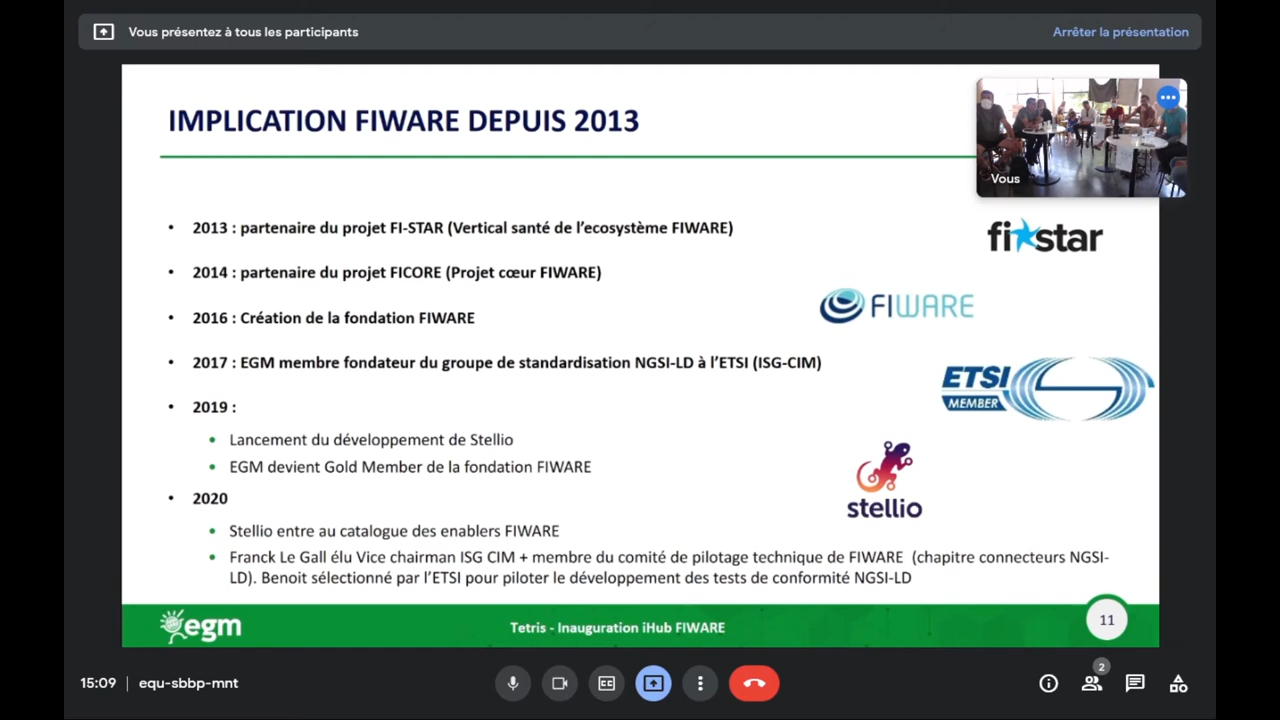 Vous présentez à tous les participants
Arrêter la présentation
IMPLICATION FIWARE DEPUIS 2013
Vous
• 2013 : partenaire du projet FI-STAR (Vertical santé de l'ecosystème FIWARE)
fistar
• 2014 : partenaire du projet FICORE (Projet cœur FIWARE)
FIWARE
• 2016 : Création de la fondation FIWARE
• 2017 : EGM membre fondateur du groupe de standardisation NGSI-LD à l'ETSI (ISG-CIM)
ETSI
MEMBER
• 2019 :
• Lancement du développement de Stellio
• EGM devient Gold Member de la fondation FIWARE
stellio
• 2020
• Stellio entre au catalogue des enablers FIWARE
• Franck Le Gall élu Vice chairman ISG CIM + membre du comité de pilotage technique de FIWARE (chapitre connecteurs NGSI-
LD). Benoit sélectionné par l'ETSI pour piloter le développement des tests de conformité NGSI-LD
egm
Tetris - Inauguration iHub FIWARE
11
15:09 | equ-sbbp-mnt
CC
2